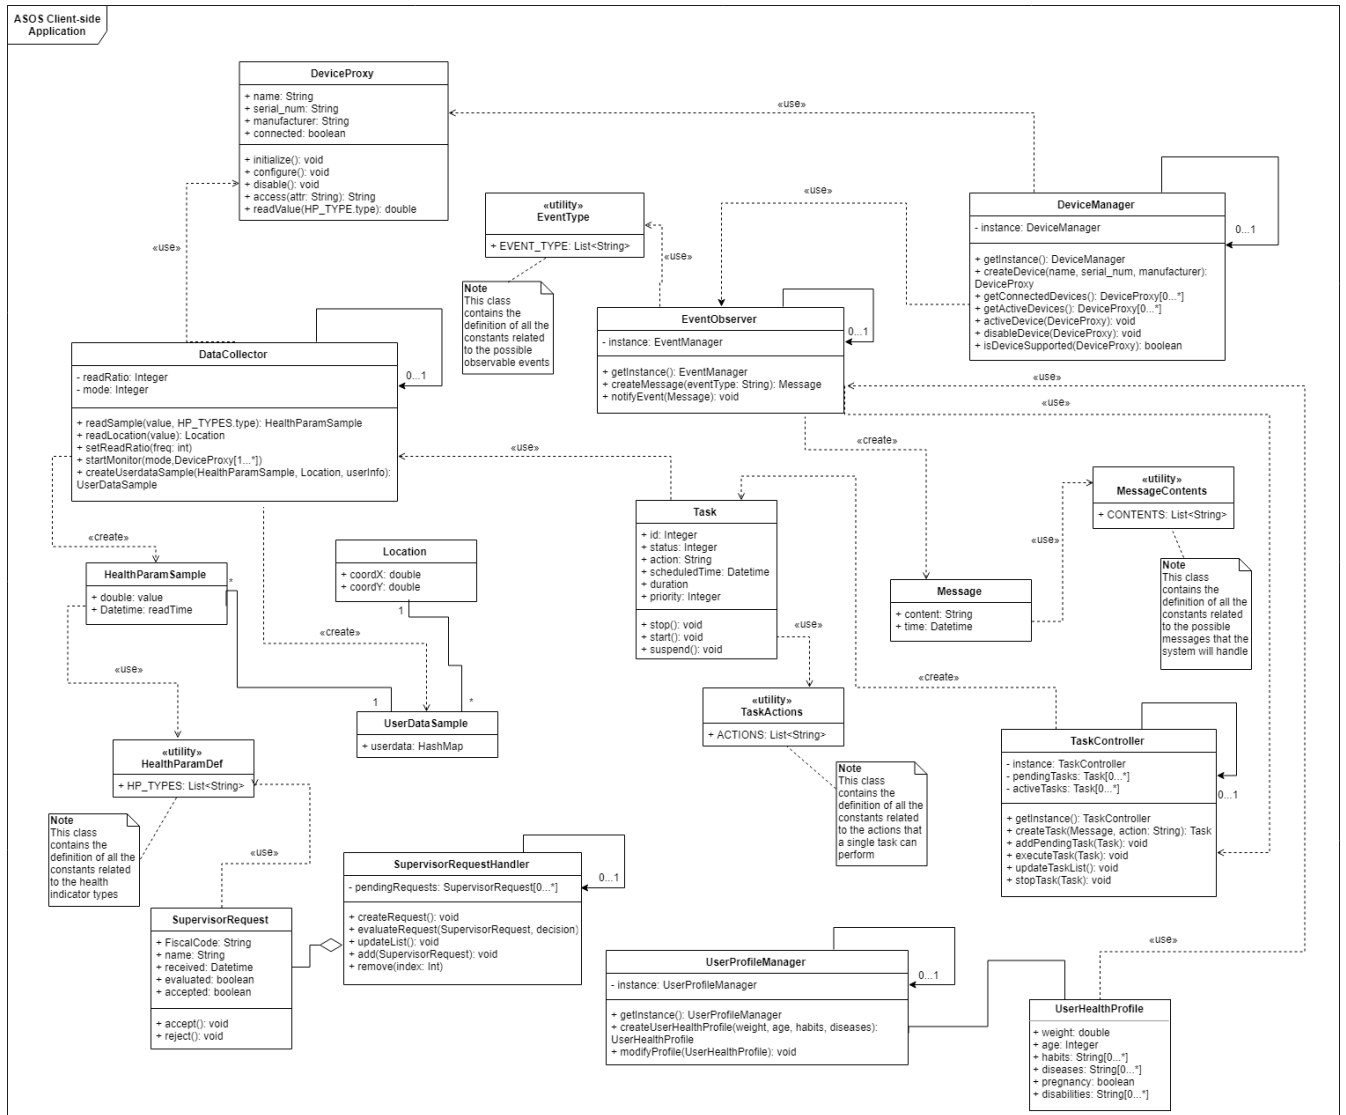 ASOS Client-side
Application
DeviceProxy
+ name: String
+ serial_num: String
+ manufacturer: String
+ connected: boolean
+ initialize(): void
+ configure(): void
+ disable(): void
+ access(attr: String): String
+ readValue(HP_TYPE.type): double
«use»
«use»
«use»
«utility»
EventType
+ EVENT_TYPE: List<String>
«use»
Note
This class
contains the
definition of all the
constants related
to the possible
observable events
DeviceManager
- instance: DeviceManager
+ getInstance(): DeviceManager
+ createDevice(name, serial_num, manufacturer):
DeviceProxy
+ getConnectedDevices(): DeviceProxy[0...*]
+ getActiveDevices(): DeviceProxy[0...*]
+ activeDevice(DeviceProxy): void
+ disableDevice(DeviceProxy): void
+ isDeviceSupported(DeviceProxy): boolean
0...1
EventObserver
- instance: EventManager
+ getInstance(): EventManager
+ createMessage(eventType: String): Message
+ notifyEvent(Message): void
0...1
DataCollector
- readRatio: Integer
- mode: Integer
+ readSample(value, HP_TYPES.type): HealthParamSample
+ readLocation(value): Location
+ setReadRatio(freq: int)
+ startMonitor(mode,DeviceProxy[1...*])
+ createUserdataSample(HealthParamSample, Location, userInfo):
UserDataSample
0...1
«use»
«use»
«use»
«create»
«utility»
MessageContents
+ CONTENTS: List<String>
«use»
Note
This class
contains the
definition of all the
constants related
to the possible
messages that the
system will handle
Task
+ id: Integer
+ status: Integer
+ action: String
+ scheduledTime: Datetime
+ duration
+ priority: Integer
+ stop(): void
+ start(): void
+ suspend(): void
«use»
Message
+ content: String
+ time: Datetime
«create»
«create»
HealthParamSample
+ double: value
+ Datetime: readTime
*
Location
+ coordX: double
+ coordY: double
1
«create»
«use»
1
*
UserDataSample
+ userdata: HashMap
«utility»
TaskActions
+ ACTIONS: List<String>
Note
This class
contains the
definition of all the
constants related
to the actions that
a single task can
perform
TaskController
- instance: TaskController
- pendingTasks: Task[0...*]
- activeTasks: Task[0...*]
+ getInstance(): TaskController
+ createTask(Message, action: String): Task
+ addPendingTask(Task): void
+ executeTask(Task): void
+ updateTaskList(): void
+ stopTask(Task): void
0...1
«utility»
HealthParamDef
+ HP_TYPES: List<String>
Note
This class
contains the
definition of all the
constants related
to the health
indicator types
«use»
SupervisorRequestHandler
- pendingRequests: SupervisorRequest[0...*]
+ createRequest(): void
+ evaluateRequest(SupervisorRequest, decision)
+ updateList(): void
+ add(SupervisorRequest): void
+ remove(index: Int)
0...1
SupervisorRequest
+ FiscalCode: String
+ name: String
+ received: Datetime
+ evaluated: boolean
+ accepted: boolean
+ accept(): void
+ reject(): void
UserProfileManager
- instance: UserProfileManager
+ getInstance(): UserProfileManager
+ createUserHealthProfile(weight, age, habits, diseases):
UserHealthProfile
+ modifyProfile(UserHealthProfile): void
0...1
«use»
UserHealthProfile
+ weight: double
+ age: Integer
+ habits: String[0...*]
+ diseases: String[0...*]
+ pregnancy: boolean
+ disabilities: String[0...*]